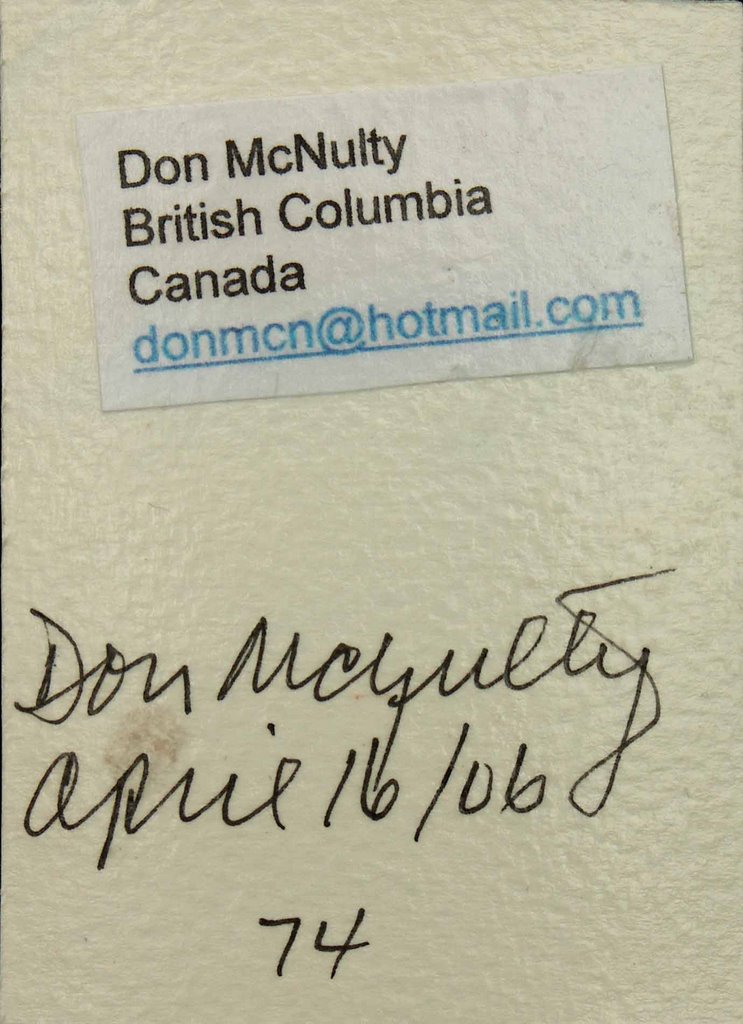 Don McNulty
British Columbia
Canada
donmcn@hotmail.com
Don McNulty
April 16/06
74